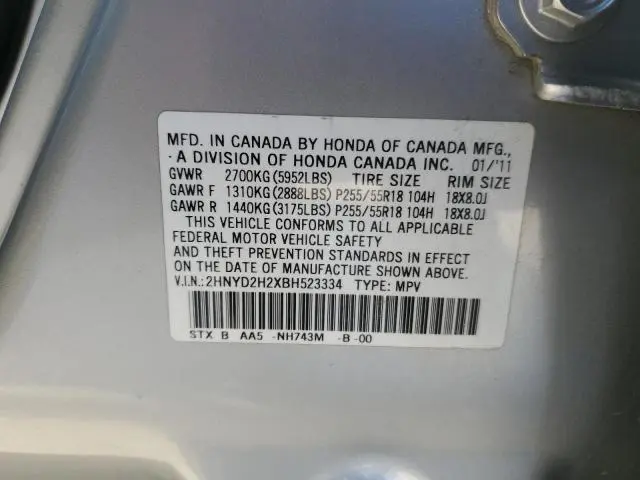 MFD. IN CANADA BY HONDA OF CANADA MFG.,
A DIVISION OF HONDA CANADA INC. 01/'11
GVWR 2700KG(5952LBS) TIRE SIZE RIM SIZE
GAWR F 1310KG(2888LBS)P255/55R18 104H 18X8.0J
GAWR R 1440KG(3175LBS)P255/55R18 104H 18X8.0J
THIS VEHICLE CONFORMS TO ALL APPLICABLE
FEDERAL MOTOR VEHICLE SAFETY
AND THEFT PREVENTION STANDARDS IN EFFECT
ON THE DATE OF MANUFACTURE SHOWN ABOVE.
V.I.N.:2HNYD2H2XBH523334 TYPE: MPV
STX B AA5 -NH743M -B-00